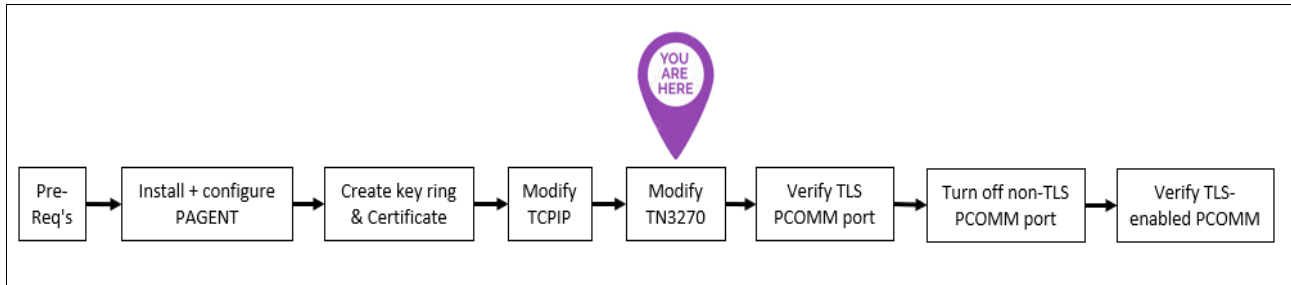 YOU
ARE
HERE
Pre-
Req's
Install + configure
PAGENT
Create key ring
& Certificate
Modify
TCPIP
Modify
TN3270
Verify TLS
PCOMM port
Turn off non-TLS
PCOMM port
Verify TLS-
enabled PCOMM